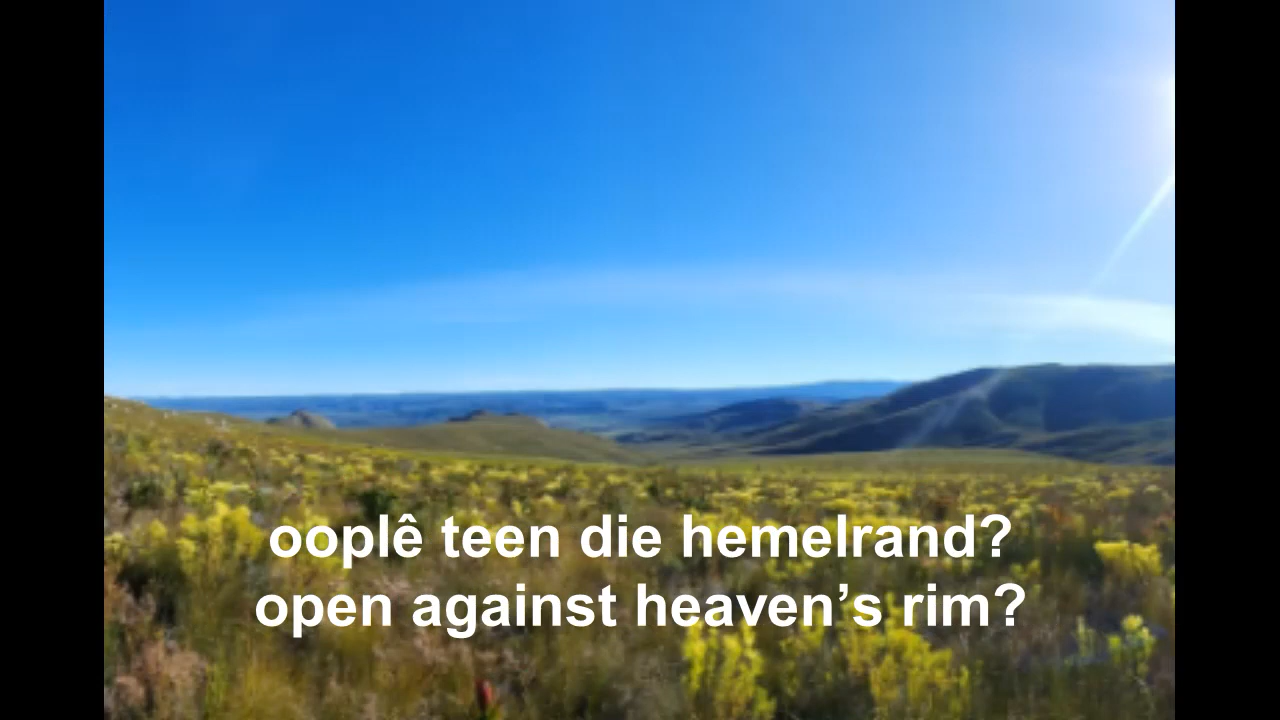 ooplê teen die hemelrand?
open against heaven’s rim?